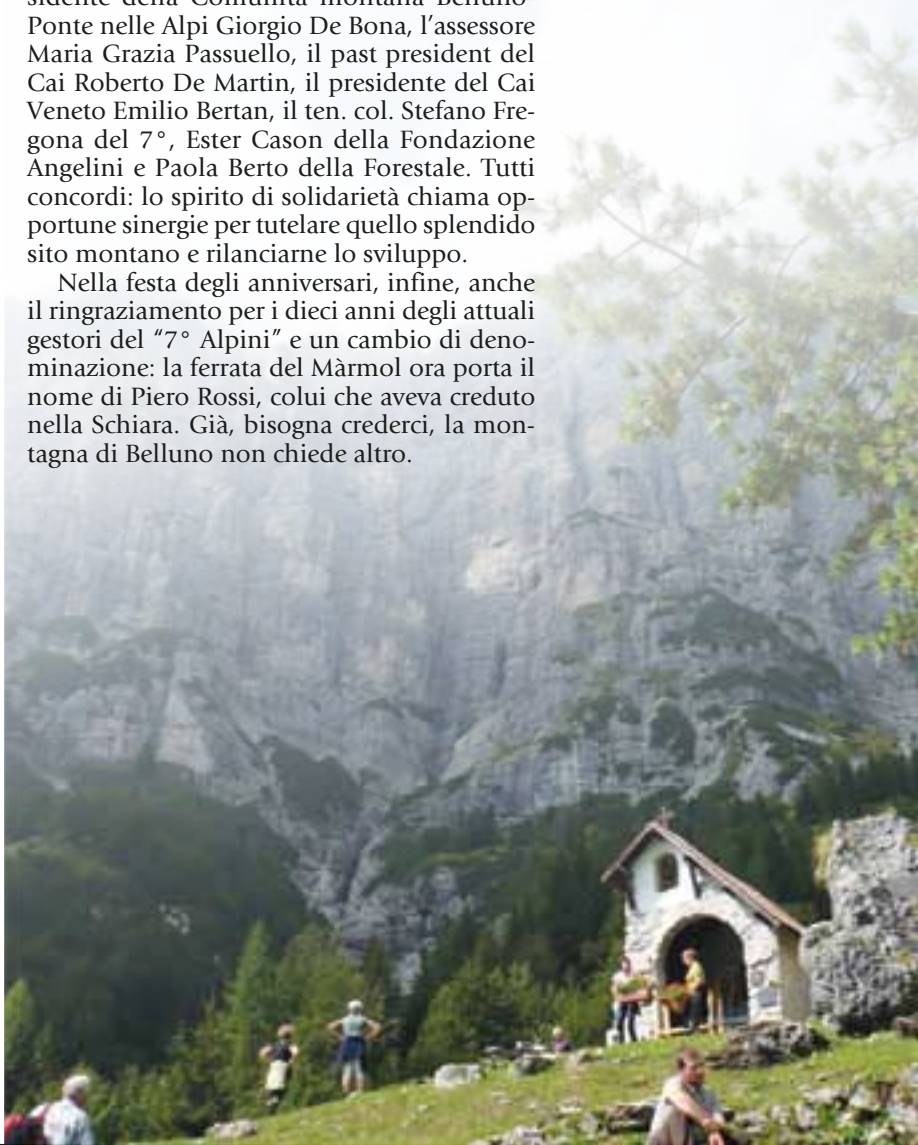 sidente della Comunità montana Belluno-
Ponte nelle Alpi Giorgio De Bona, l'assessore
Maria Grazia Passuello, il past president del
Cai Roberto De Martin, il presidente del Cai
Veneto Emilio Bertan, il ten. col. Stefano Fre-
gona del 7°, Ester Cason della Fondazione
Angelini e Paola Berto della Forestale. Tutti
concordi: lo spirito di solidarietà chiama op-
portune sinergie per tutelare quello splendido
sito montano e rilanciarne lo sviluppo.
Nella festa degli anniversari, infine, anche
il ringraziamento per i dieci anni degli attuali
gestori del "7° Alpini" e un cambio di deno-
minazione: la ferrata del Màrmol ora porta il
nome di Piero Rossi, colui che aveva creduto
nella Schiara. Già, bisogna crederci, la mon-
tagna di Belluno non chiede altro.